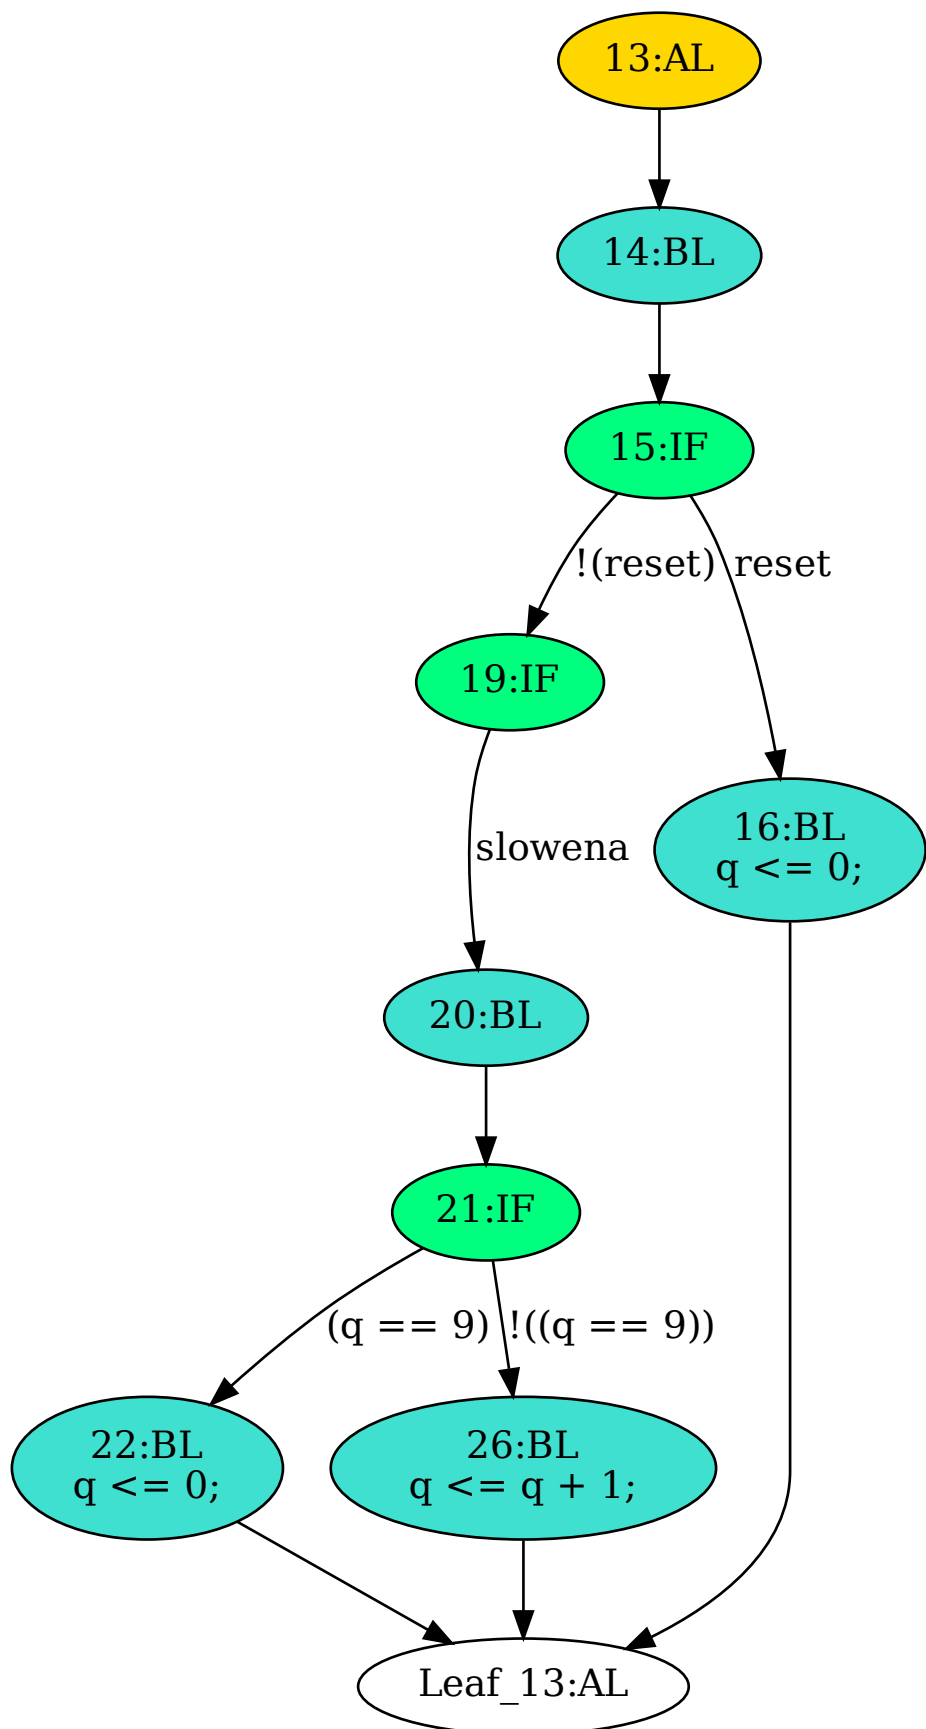 13:AL
14:BL
15:IF
!(reset)
reset
19:IF
slowena
16:BL
q <= 0;
20:BL
21:IF
(q == 9)
!((q == 9))
22:BL
q <= 0;
26:BL
q <= q + 1;
Leaf_13:AL